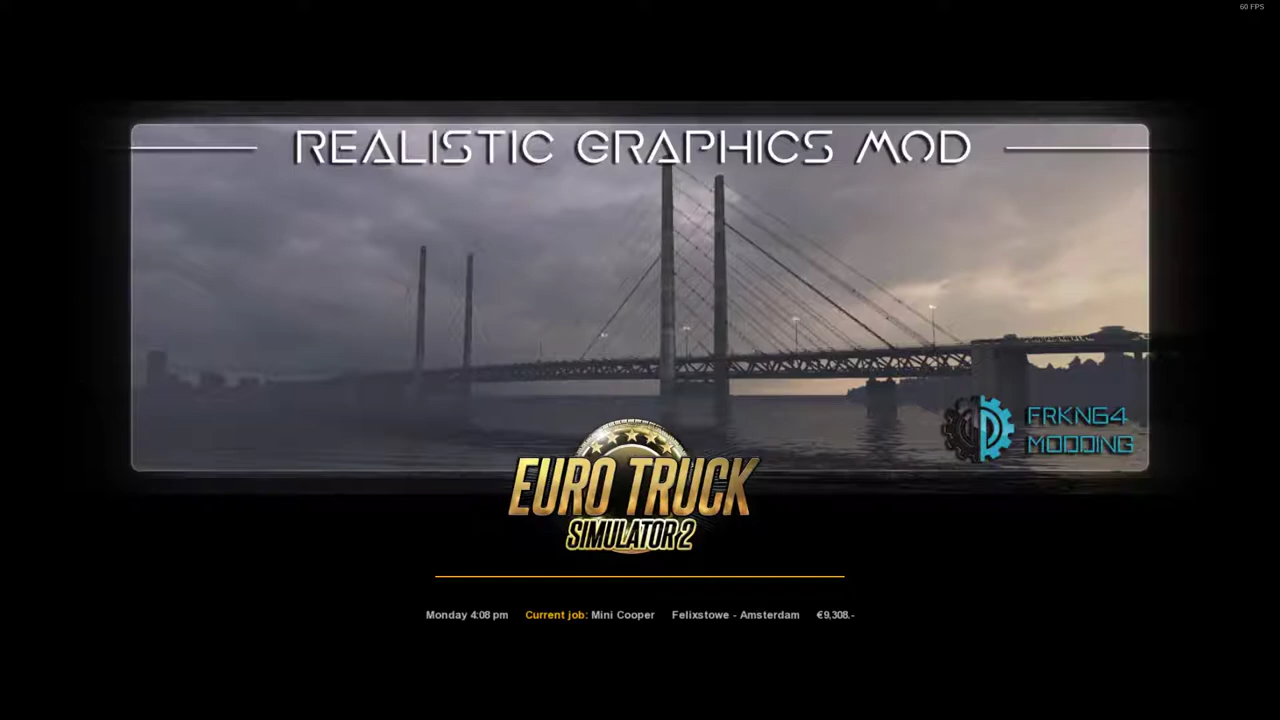 60 FPS
REALISTIC GRAPHICS MOD
FRKN64
MODDING
EURO TRUCK
SIMULATOR 2
Monday 4:08 pm Current job: Mini Cooper Felixstowe - Amsterdam €9,308.-